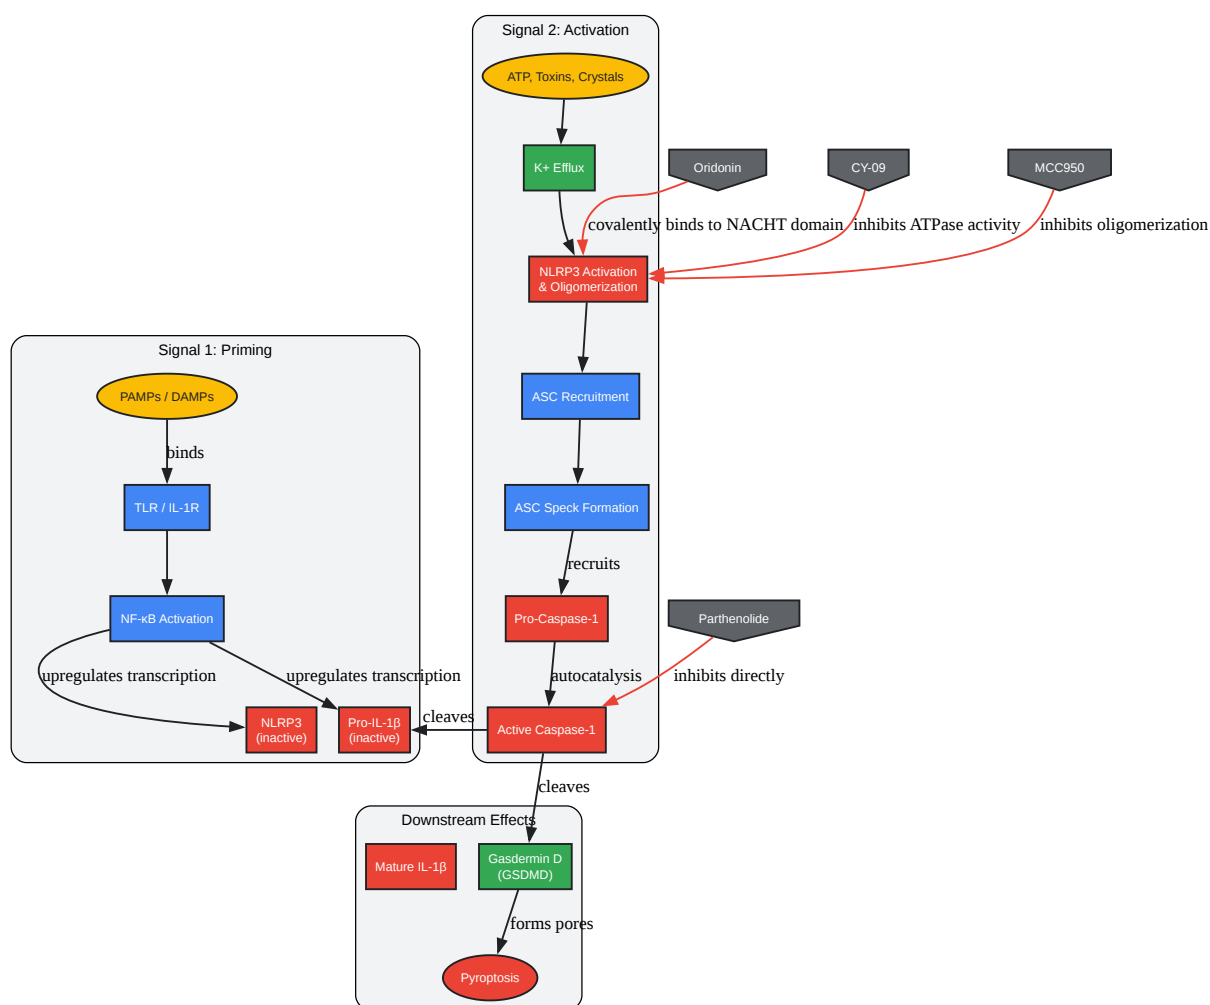 Signal 2: Activation
ATP, Toxins, Crystals
K+ Efflux
Oridonin
CY-09
MCC950
covalently binds to NACHT domain
inhibits ATPase activity
inhibits oligomerization
NLRP3 Activation
& Oligomerization
Signal 1: Priming
PAMPs / DAMPs
ASC Recruitment
binds
TLR / IL-1R
ASC Speck Formation
recruits
NF-κB Activation
Pro-Caspase-1
Parthenolide
upregulates transcription
upregulates transcription
autocatalysis
inhibits directly
NLRP3
(inactive)
Pro-IL-1β
(inactive)
cleaves
Active Caspase-1
cleaves
Downstream Effects
Mature IL-1β
Gasdermin D
(GSDMD)
forms pores
Pyroptosis